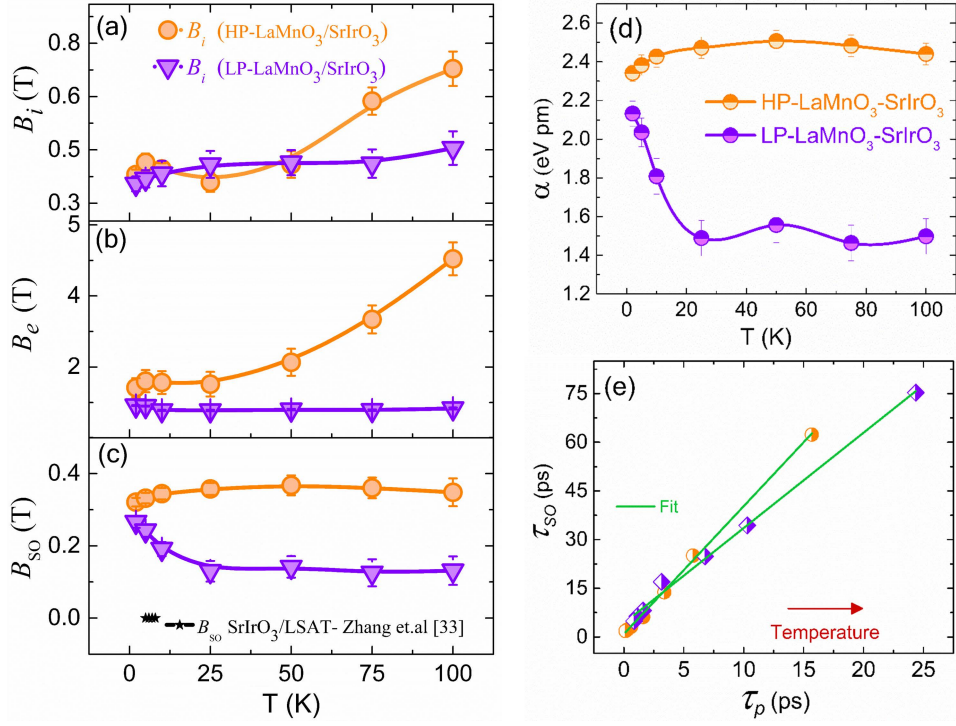 (a)
B_i (HP-LaMnO₃/SrIrO₃)
B_i (LP-LaMnO₃/SrIrO₃)
B_i (T)
0.8
0.6
0.5
0.3
(b)
B_e (T)
5
4
2
(c)
B_so (T)
0.4
0.2
0.0
B_so SrIrO₃/LSAT- Zhang et.al [33]
0 25 50 75 100
T (K)
(d)
α (eV pm)
2.6
2.4
2.2
2.0
1.8
1.6
1.4
1.2
HP-LaMnO₃-SrIrO₃
LP-LaMnO₃-SrIrO₃
0 20 40 60 80 100
T (K)
(e)
τ_so (ps)
75
60
45
30
15
0
Fit
Temperature
0 5 10 15 20 25
τ_p (ps)